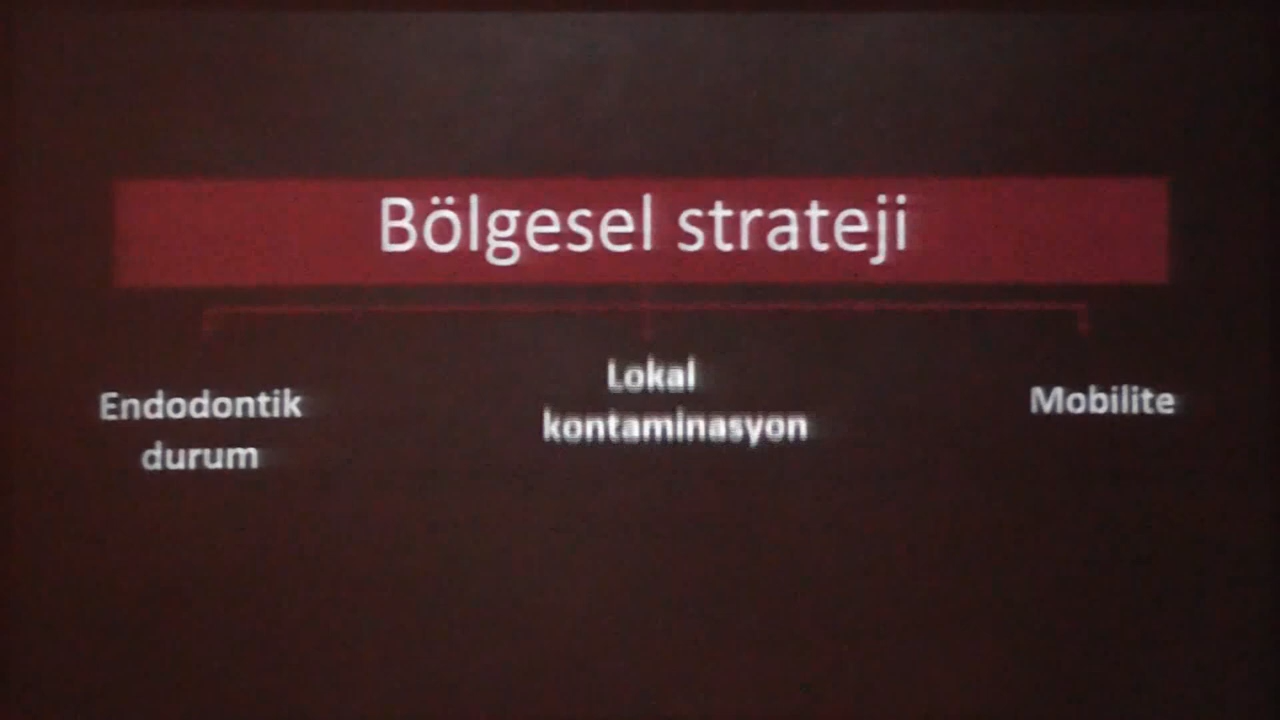 Bölgesel strateji
Endodontik
durum
Lokal
kontaminasyon
Mobilite